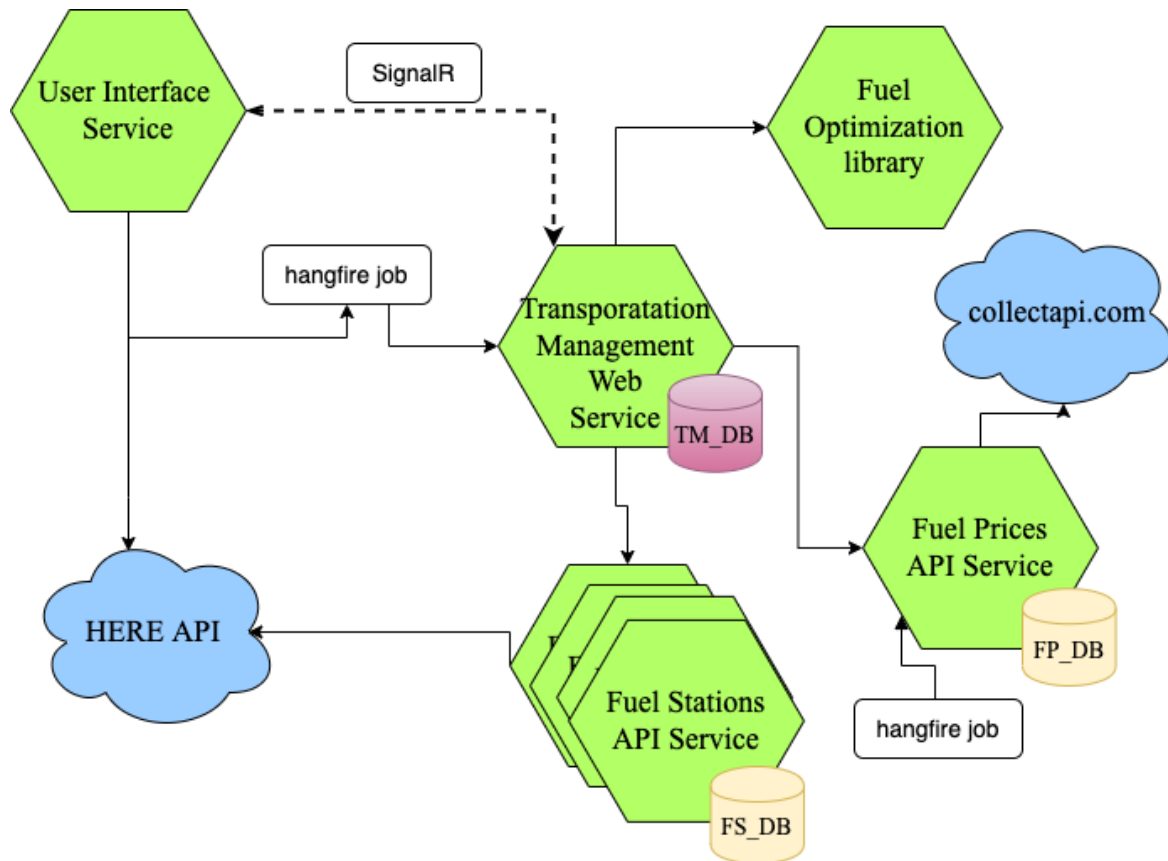 User Interface
Service
SignalR
Fuel
Optimization
library
hangfire job
Transporatation
Management
Web
Service
TM_DB
collectapi.com
Fuel Prices
API Service
FP_DB
hangfire job
HERE API
Fuel Stations
API Service
FS_DB